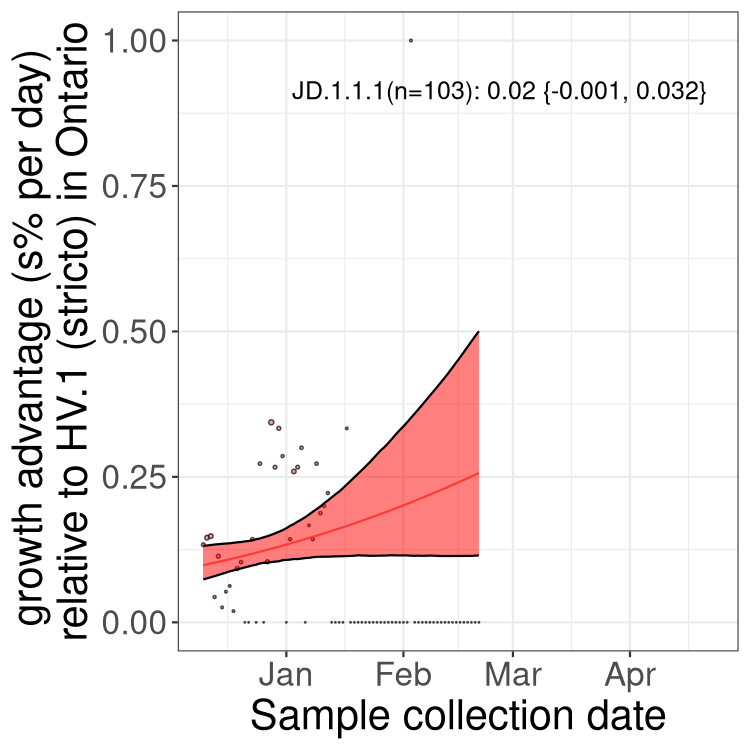 growth advantage (s% per day)
relative to HV.1 (stricto) in Ontario
1.00
0.75
0.50
0.25
0.00
JD.1.1.1(n=103): 0.02 {-0.001, 0.032}
Jan Feb Mar Apr
Sample collection date